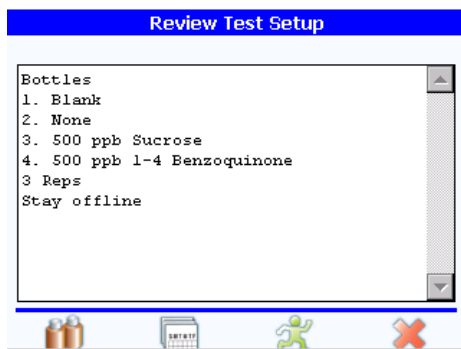 Review Test Setup
Bottles
1. Blank
2. None
3. 500 ppb Sucrose
4. 500 ppb 1-4 Benzoquinone
3 Reps
Stay offline
SMTWTF